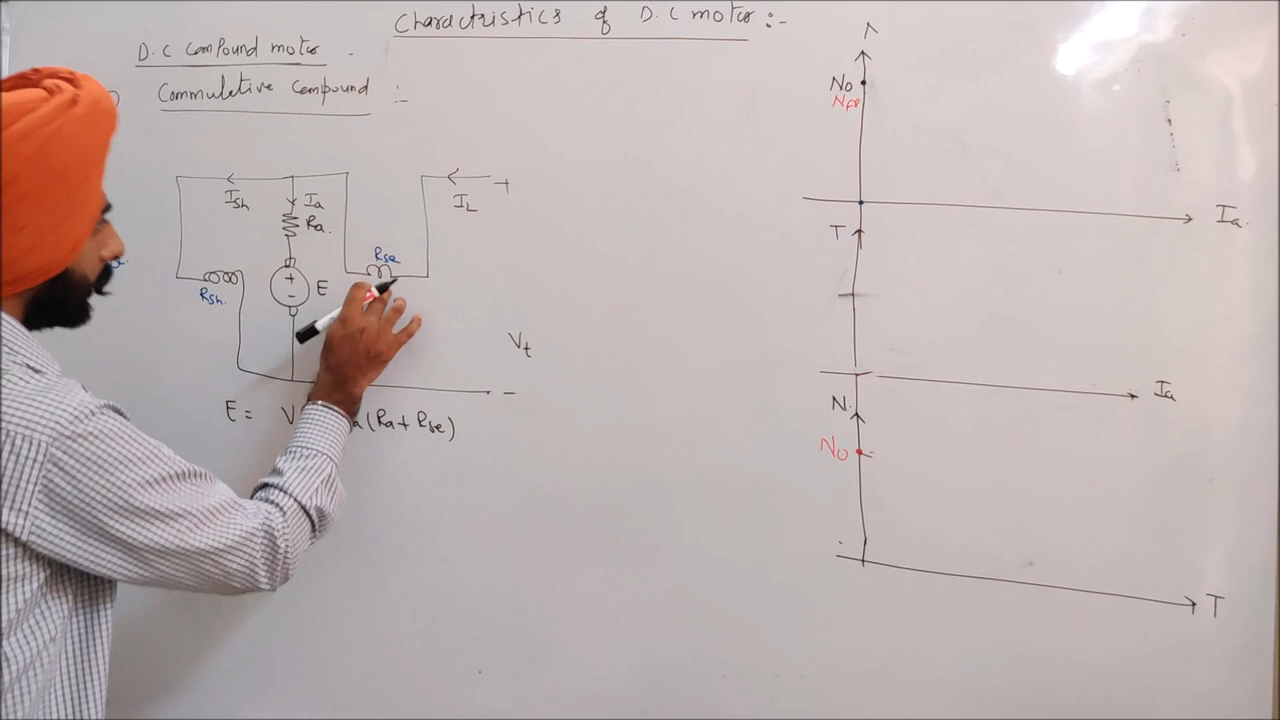 Charactristics of D.C motor :-
D.C Compound motor -
Commulative Compound :-
Ish
Ia
Ra.
IL
+
Rse
Rsh.
+
-
E
Vt
-
E = V a (Ra + Rse)
No
Ia.
T
Ia
N.
No
T